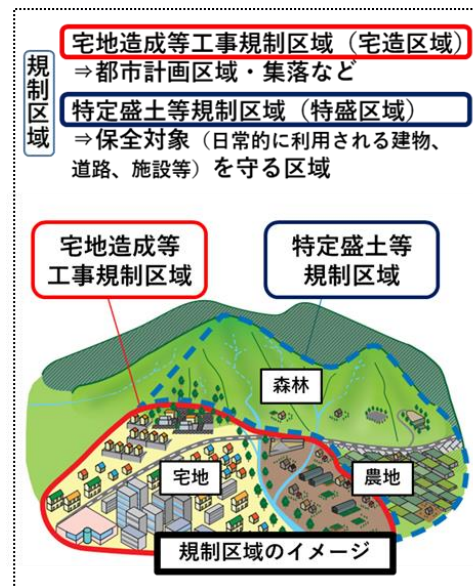 規制区域
宅地造成等工事規制区域（宅造区域）
⇒都市計画区域・集落など
特定盛土等規制区域（特盛区域）
⇒保全対象（日常的に利用される建物、
道路、施設等）を守る区域
宅地造成等
工事規制区域
特定盛土等
規制区域
森林
宅地
農地
規制区域のイメージ